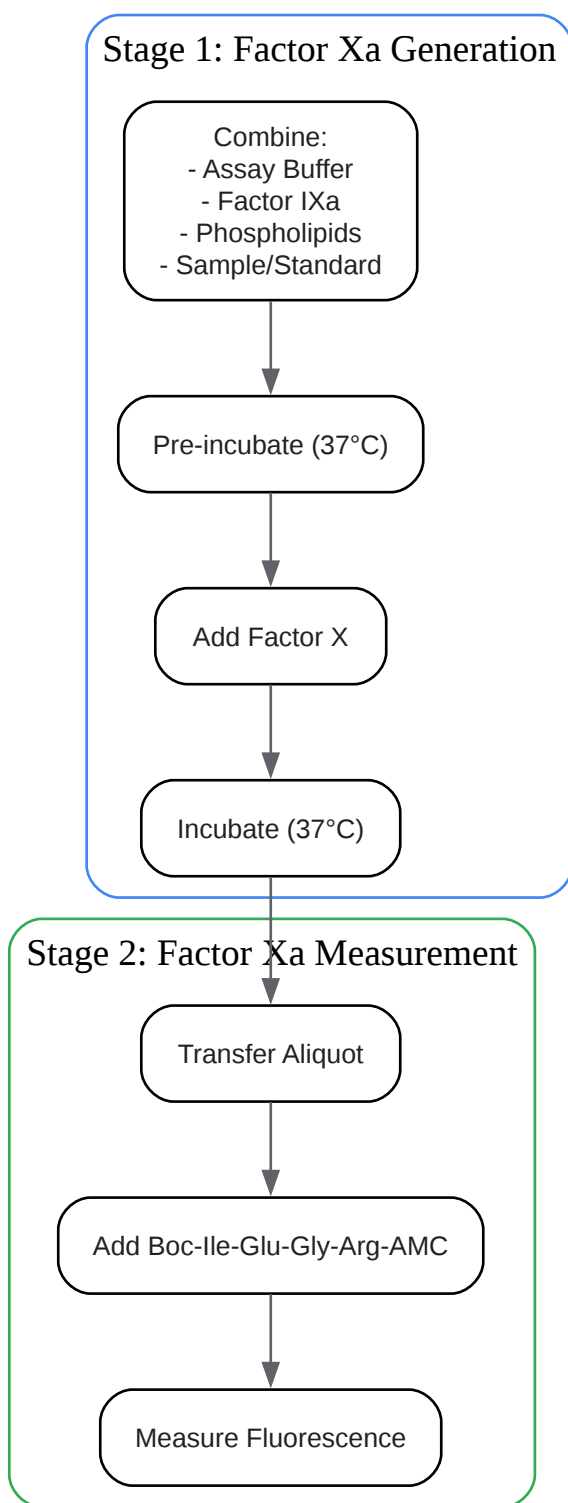 Stage 1: Factor Xa Generation
Combine:
- Assay Buffer
- Factor IXa
- Phospholipids
- Sample/Standard
Pre-incubate (37°C)
Add Factor X
Incubate (37°C)
Stage 2: Factor Xa Measurement
Transfer Aliquot
Add Boc-Ile-Glu-Gly-Arg-AMC
Measure Fluorescence